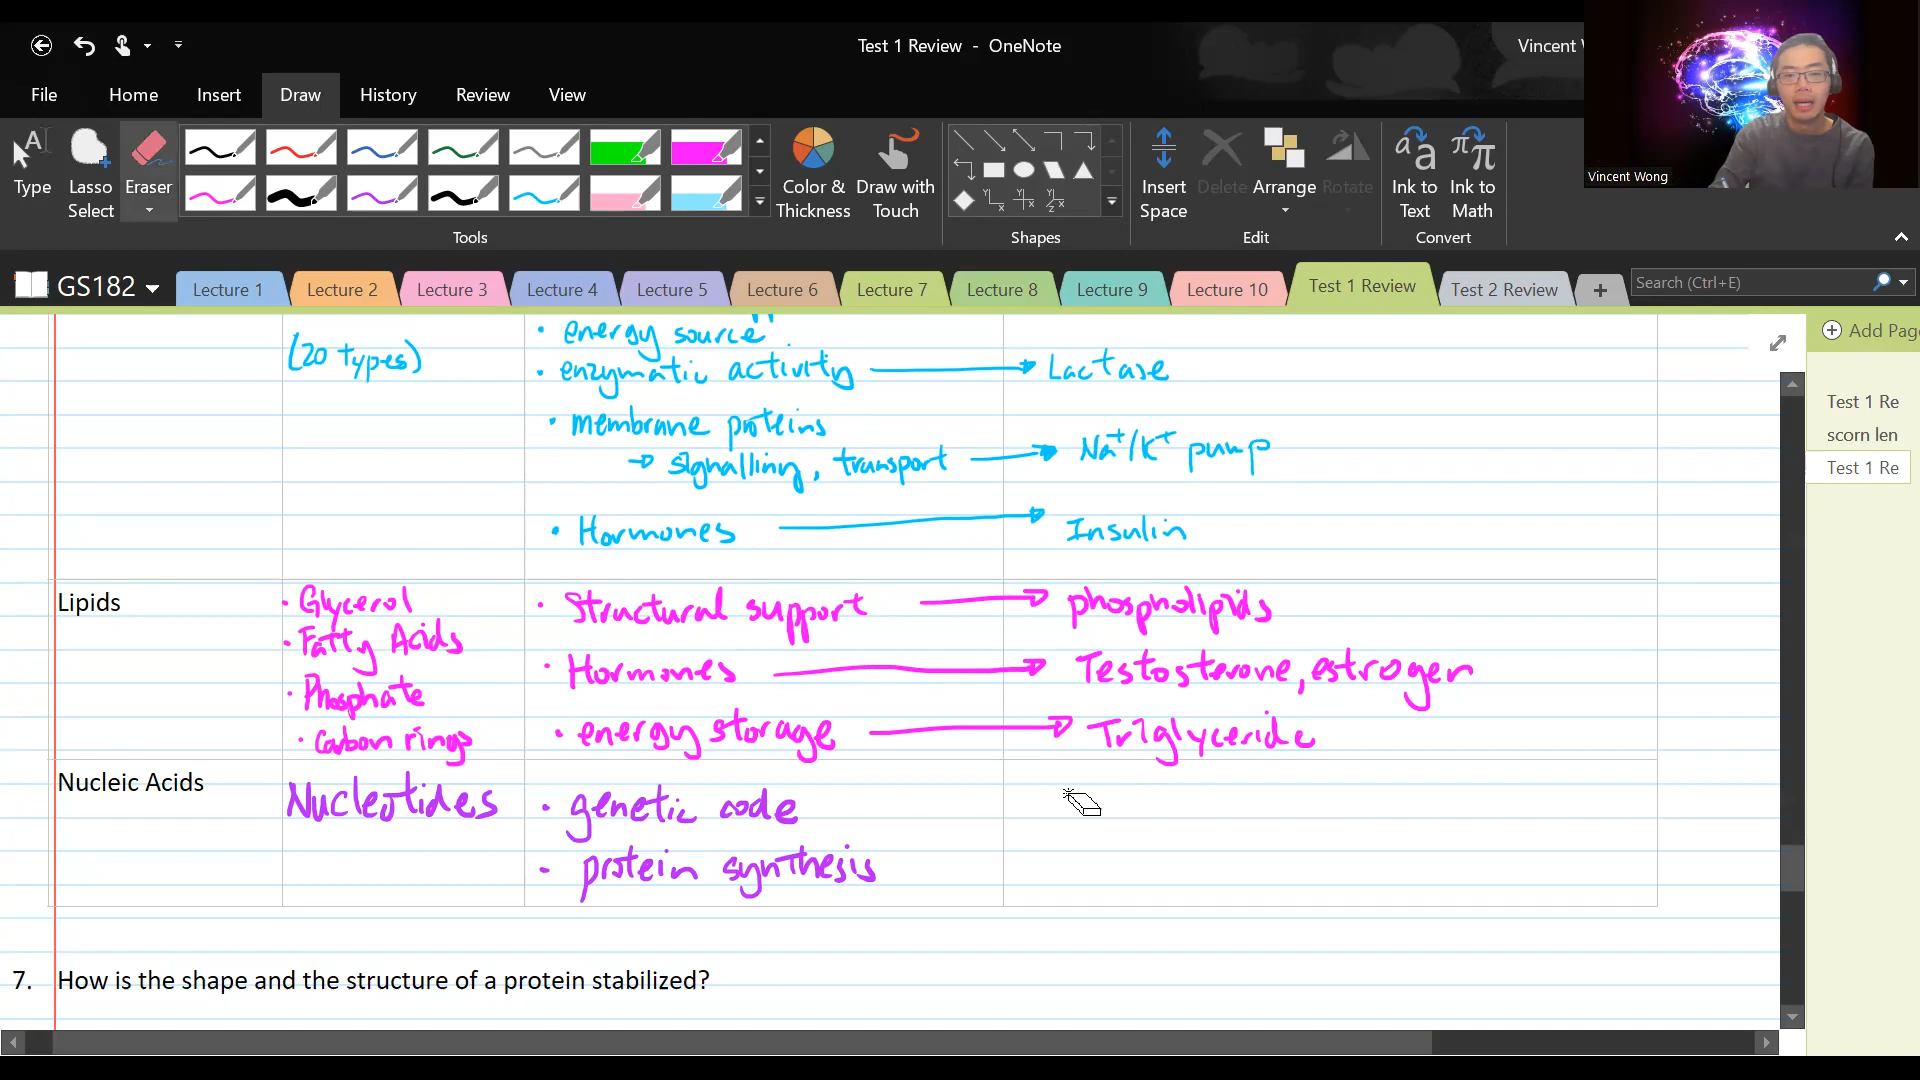 Test 1 Review - OneNote
Vincent W
File Home Insert Draw History Review View
Type
Lasso Select
Eraser
Color & Thickness
Draw with Touch
Insert Space
Delete
Arrange
Rotate
Ink to Text
Ink to Math
Tools Shapes Edit Convert
Vincent Wong
GS182
Lecture 1 Lecture 2 Lecture 3 Lecture 4 Lecture 5 Lecture 6 Lecture 7 Lecture 8 Lecture 9 Lecture 10 Test 1 Review Test 2 Review
Search (Ctrl+E)
Add Page
Test 1 Re
scorn len
Test 1 Re
(20 types)
• energy source
• enzymatic activity → Lactase
• membrane proteins
→ signalling, transport → Na+/K+ pump
• Hormones → Insulin
Lipids
• Glycerol
• Fatty Acids
• Phosphate
• Carbon rings
• Structural support → phospholipids
• Hormones → Testosterone, estrogen
• energy storage → Triglyceride
Nucleic Acids
Nucleotides
• genetic code
• protein synthesis
7. How is the shape and the structure of a protein stabilized?